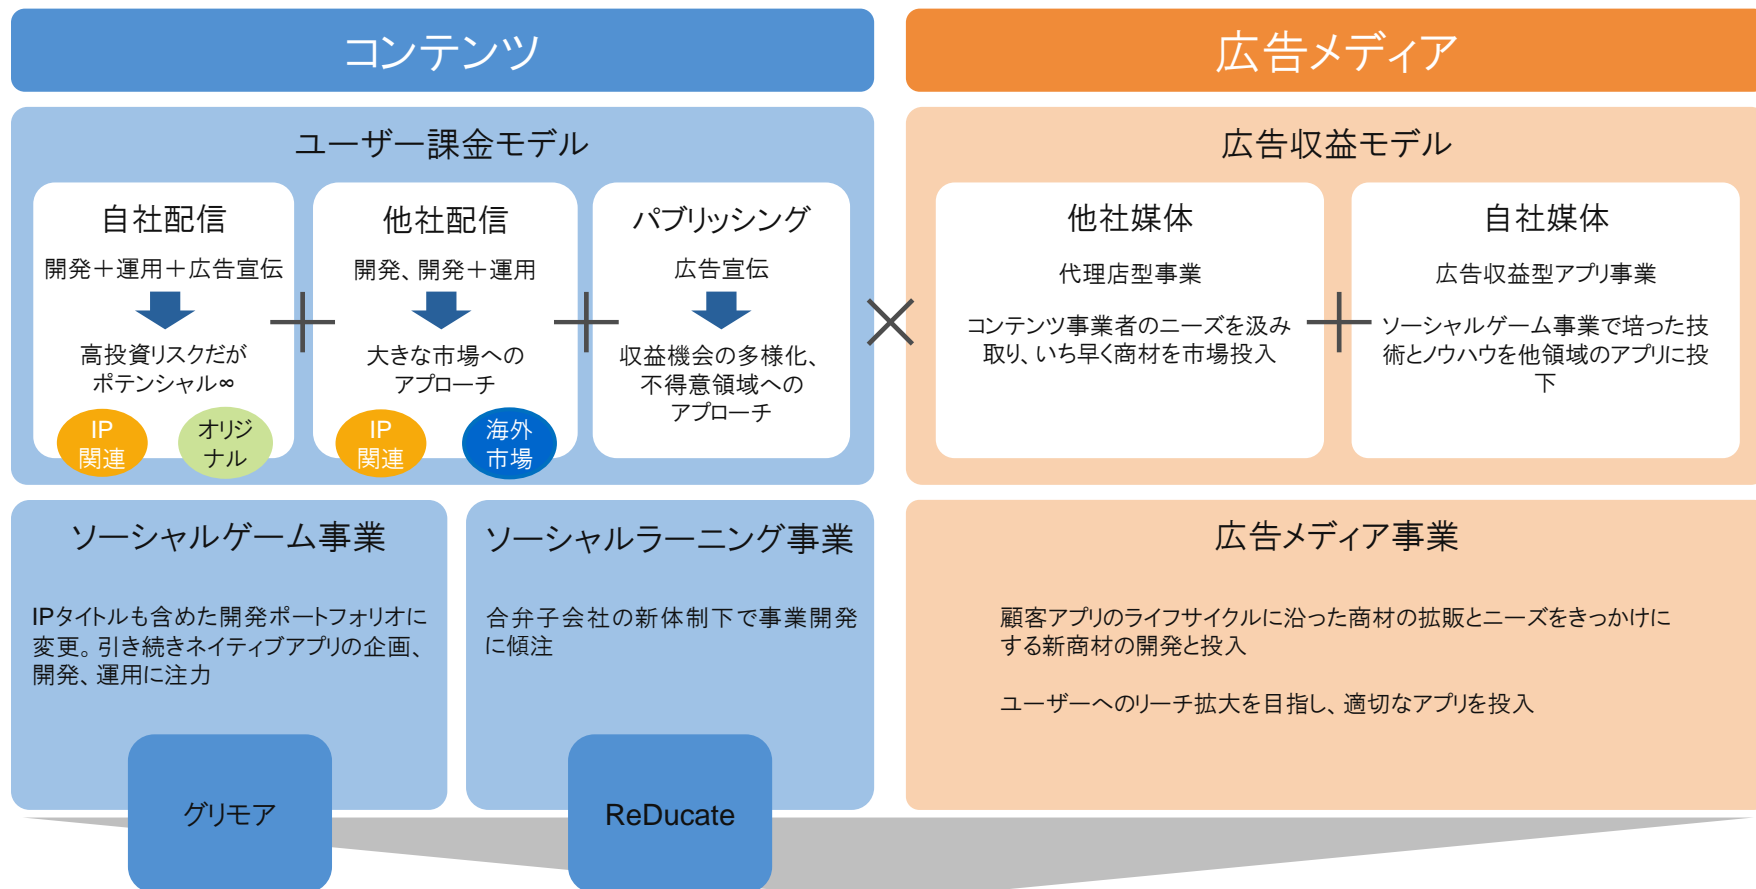 コンテンツ
広告メディア
ユーザー課金モデル
自社配信
開発＋運用＋広告宣伝
高投資リスクだが
ポテンシャル∞
IP
関連
オリジ
ナル
他社配信
開発、開発＋運用
大きな市場への
アプローチ
IP
関連
海外
市場
パブリッシング
広告宣伝
収益機会の多様化、
不得意領域への
アプローチ
広告収益モデル
他社媒体
代理店型事業
コンテンツ事業者のニーズを汲み
取り、いち早く商材を市場投入
自社媒体
広告収益型アプリ事業
ソーシャルゲーム事業で培った技
術とノウハウを他領域のアプリに投
下
ソーシャルゲーム事業
IPタイトルも含めた開発ポートフォリオに
変更。引き続きネイティブアプリの企画、
開発、運用に注力
グリモア
ソーシャルラーニング事業
合弁子会社の新体制下で事業開発
に傾注
ReDucate
広告メディア事業
顧客アプリのライフサイクルに沿った商材の拡販とニーズをきっかけに
する新商材の開発と投入
ユーザーへのリーチ拡大を目指し、適切なアプリを投入